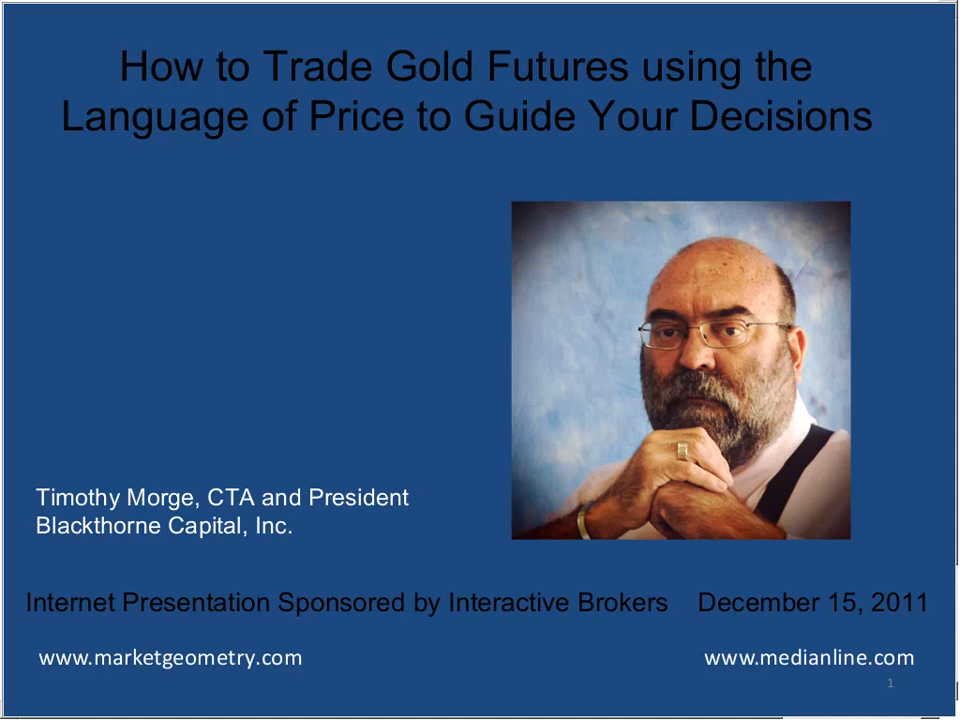 How to Trade Gold Futures using the
Language of Price to Guide Your Decisions
Timothy Morge, CTA and President
Blackthorne Capital, Inc.
Internet Presentation Sponsored by Interactive Brokers December 15, 2011
www.marketgeometry.com www.medianline.com
1